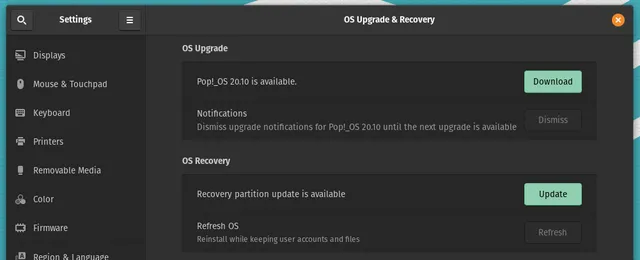 Settings
OS Upgrade & Recovery
Displays
Mouse & Touchpad
Keyboard
Printers
Removable Media
Color
Firmware
Region & Language
OS Upgrade
Pop!_OS 20.10 is available.
Download
Notifications
Dismiss upgrade notifications for Pop!_OS 20.10 until the next upgrade is available
Dismiss
OS Recovery
Recovery partition update is available
Update
Refresh OS
Reinstall while keeping user accounts and files
Refresh